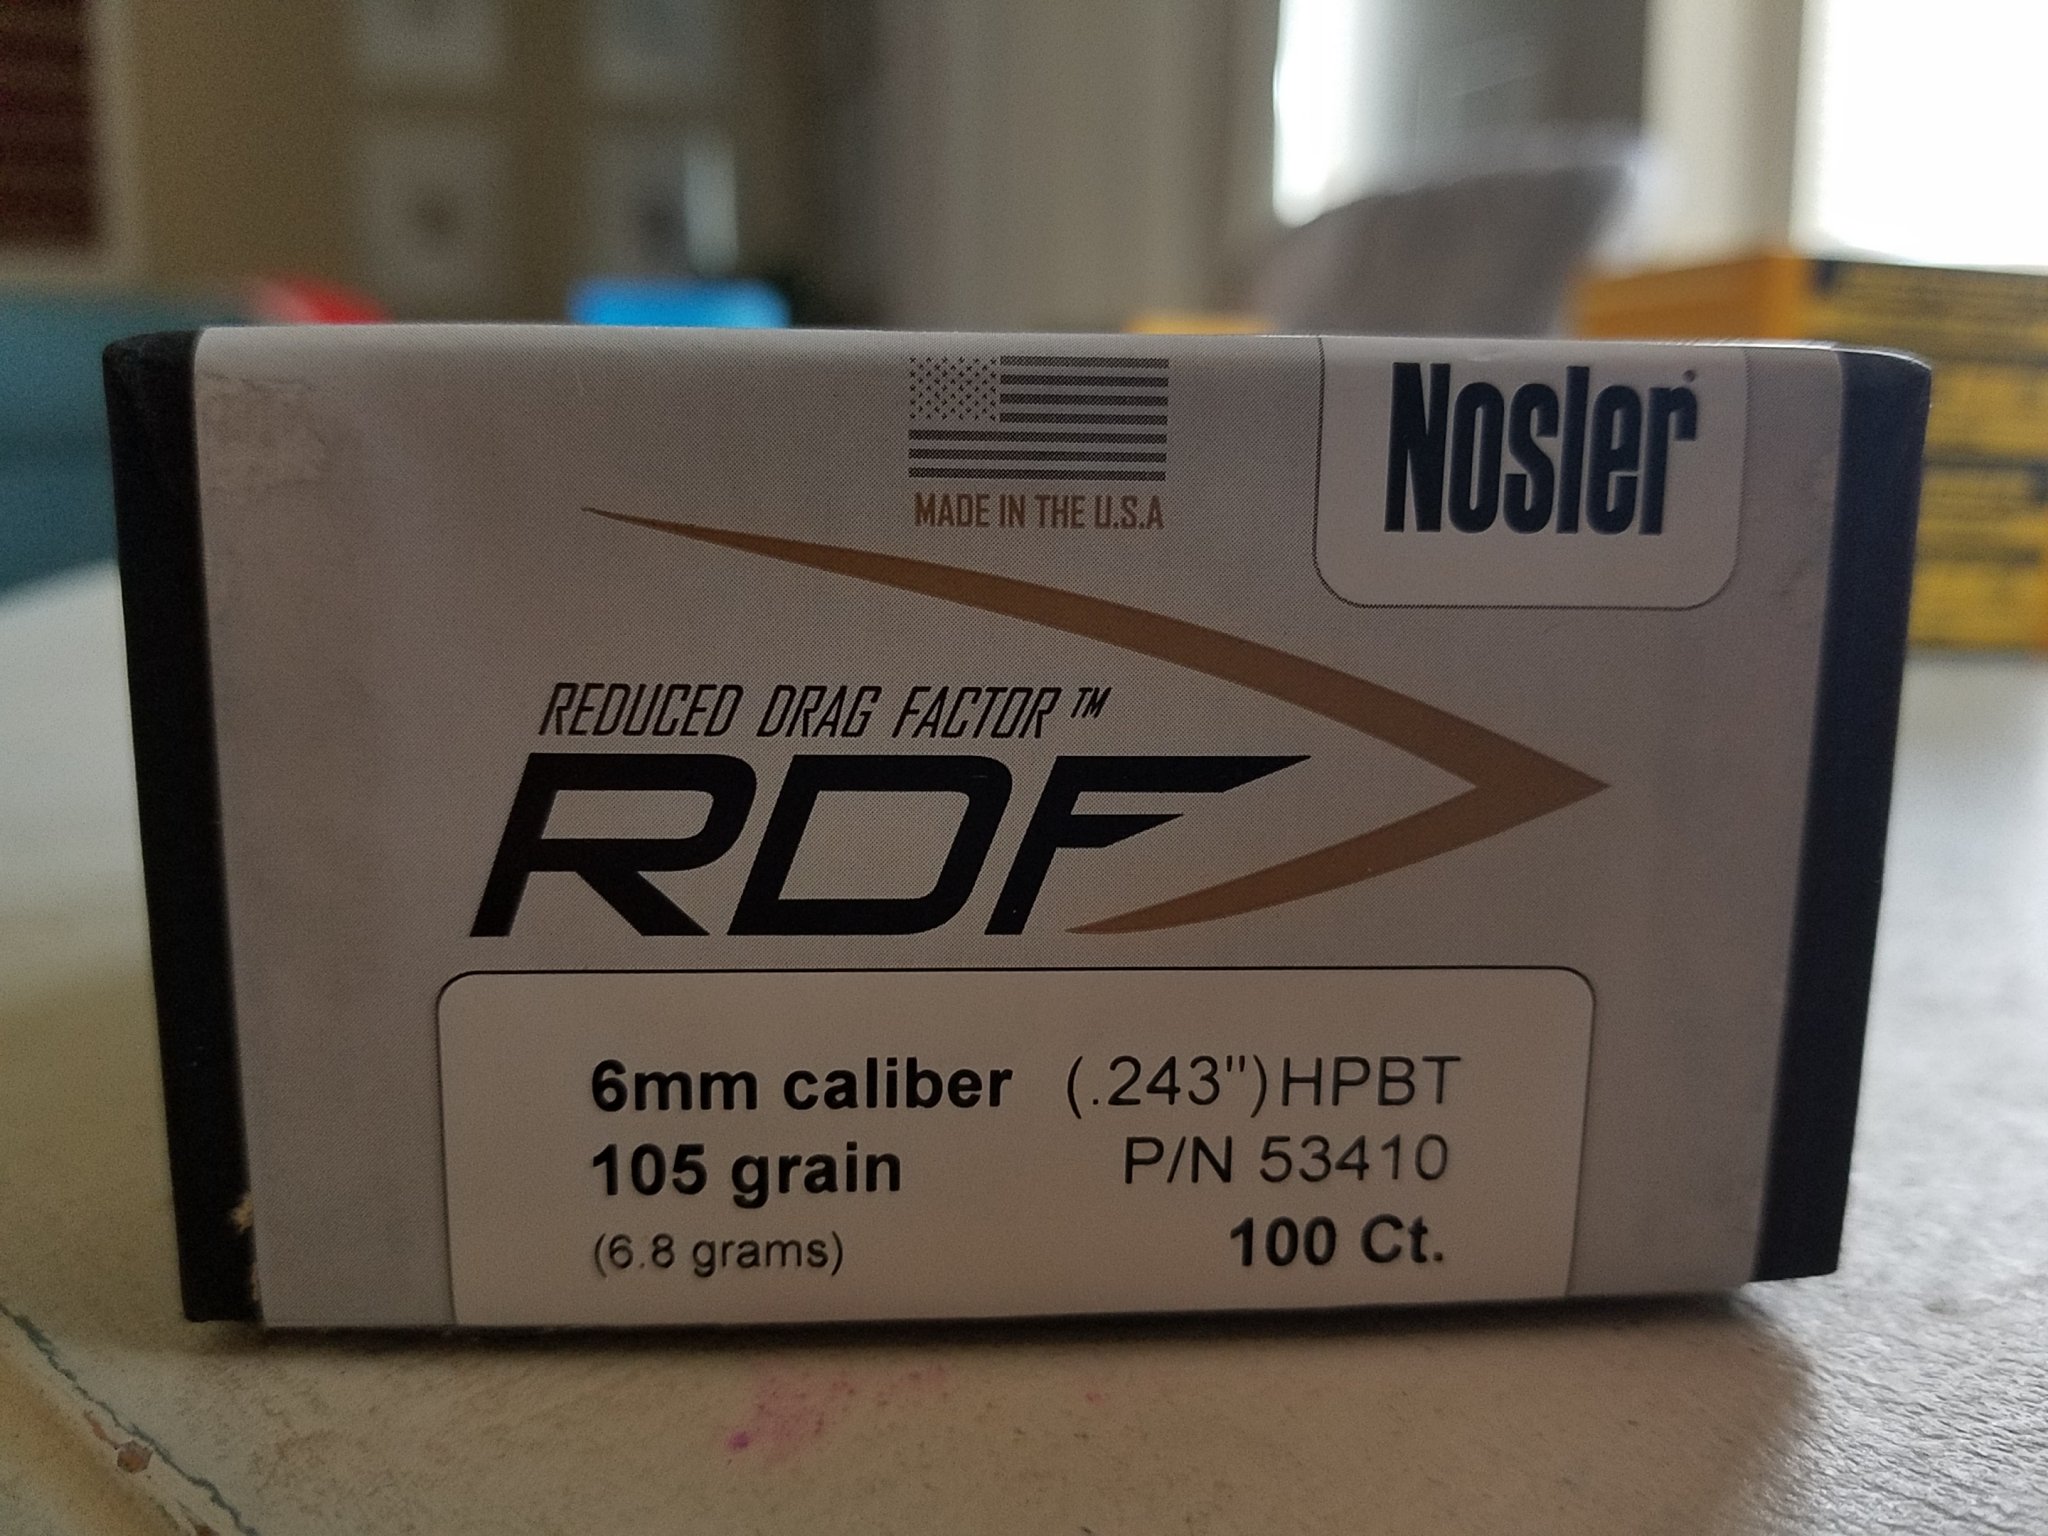 Nosler
MADE IN THE U.S.A
REDUCED DRAG FACTOR™
RDF
6mm caliber (.243") HPBT
105 grain P/N 53410
(6.8 grams) 100 Ct.